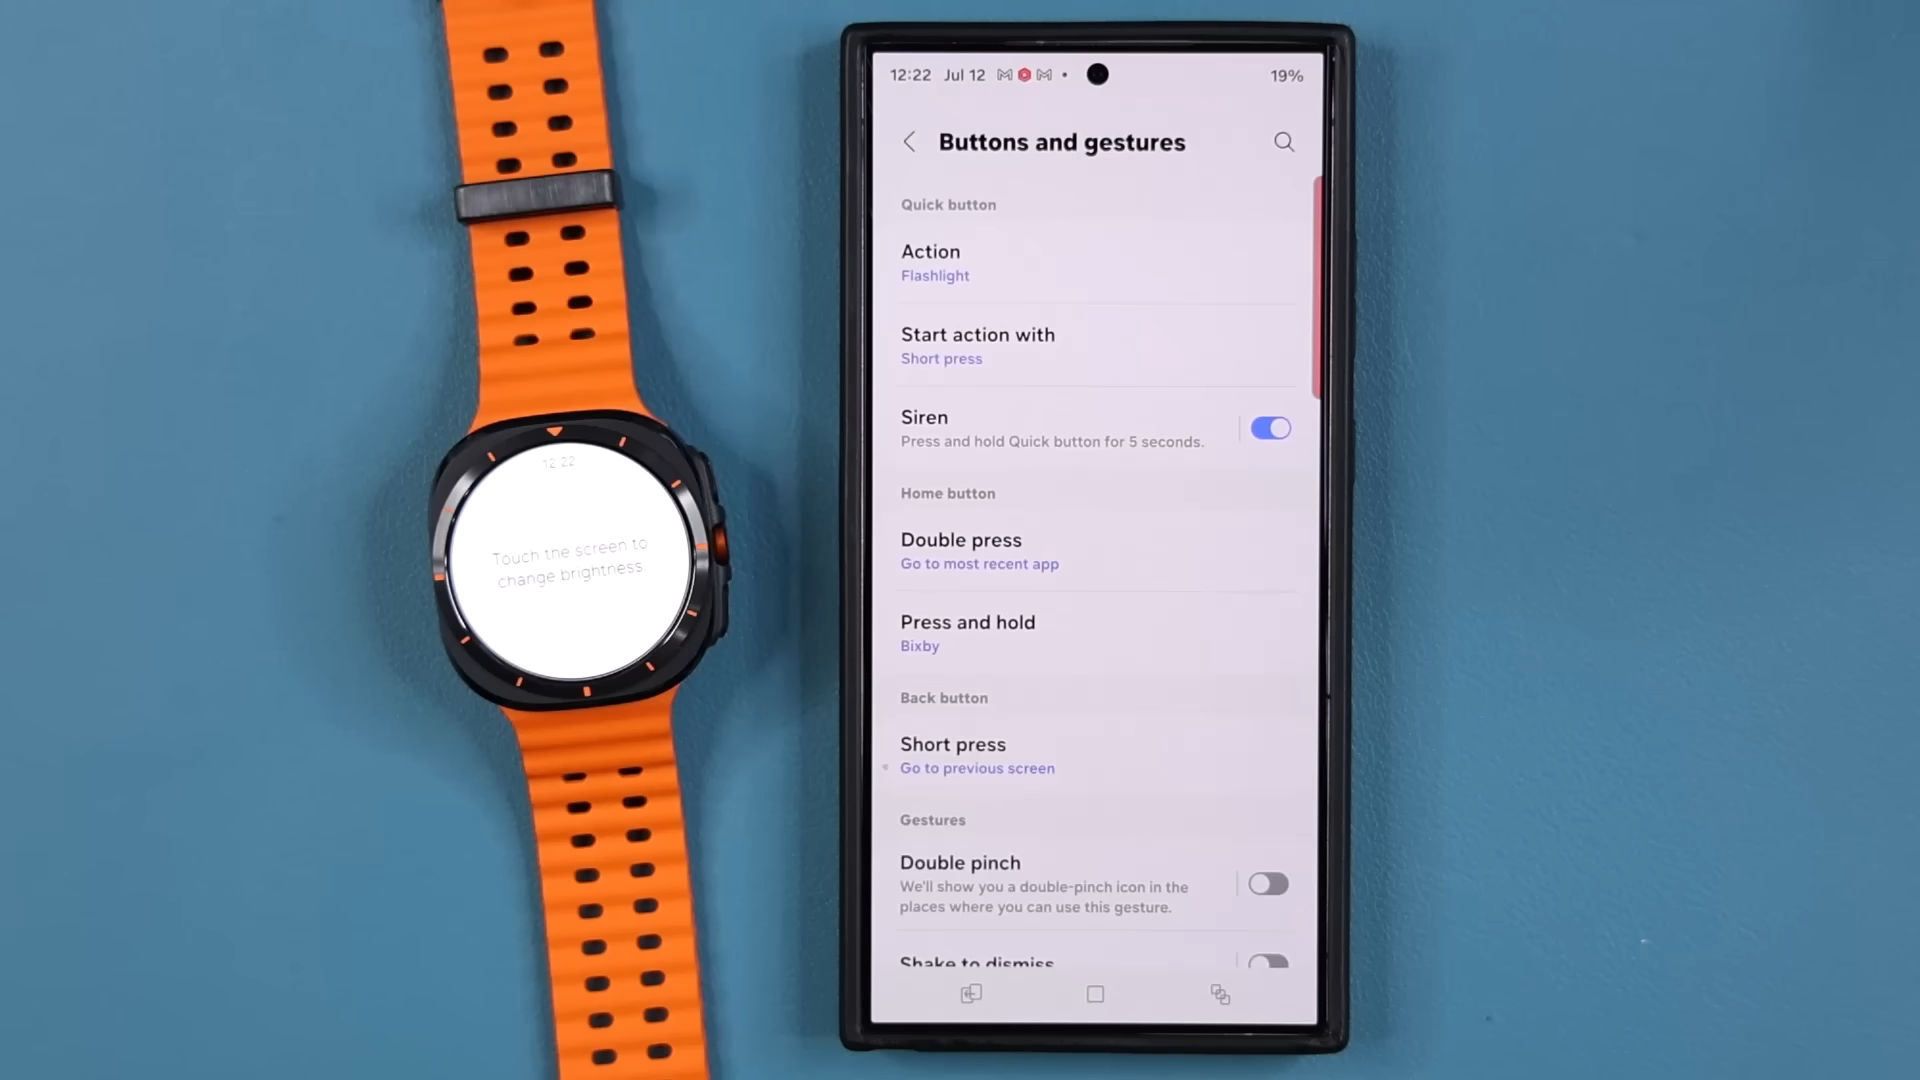 12:22
Touch the screen to
change brightness
12:22 Jul 12 19%
Buttons and gestures
Quick button
Action
Flashlight
Start action with
Short press
Siren
Press and hold Quick button for 5 seconds.
Home button
Double press
Go to most recent app
Press and hold
Bixby
Back button
Short press
Go to previous screen
Gestures
Double pinch
We'll show you a double-pinch icon in the
places where you can use this gesture.
Shake to dismiss